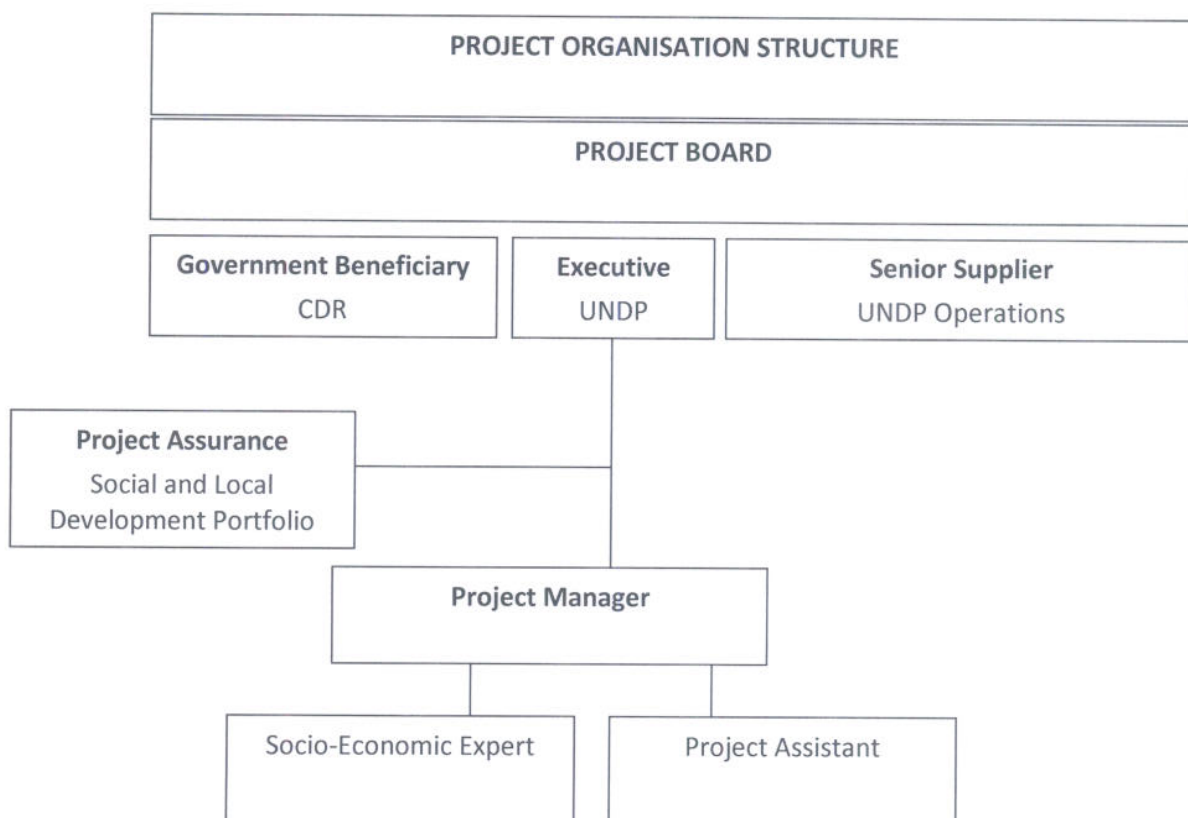 PROJECT ORGANISATION STRUCTURE
PROJECT BOARD
Government Beneficiary
CDR
Executive
UNDP
Senior Supplier
UNDP Operations
Project Assurance
Social and Local
Development Portfolio
Project Manager
Socio-Economic Expert
Project Assistant